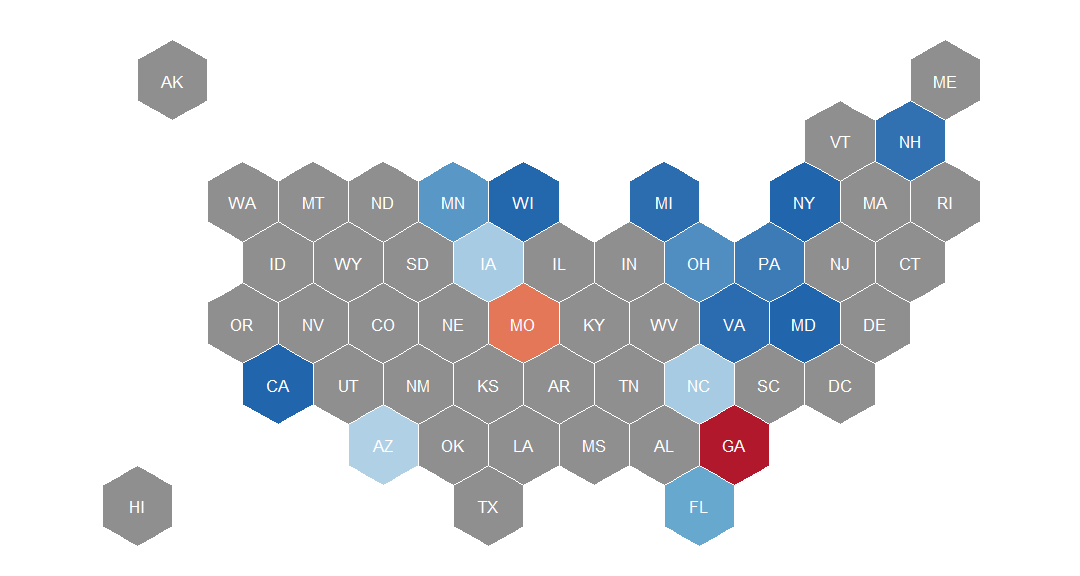 AK ME
VT NH
WA MT ND MN WI MI NY MA RI
ID WY SD IA IL IN OH PA NJ CT
OR NV CO NE MO KY WV VA MD DE
CA UT NM KS AR TN NC SC DC
AZ OK LA MS AL GA
HI TX FL